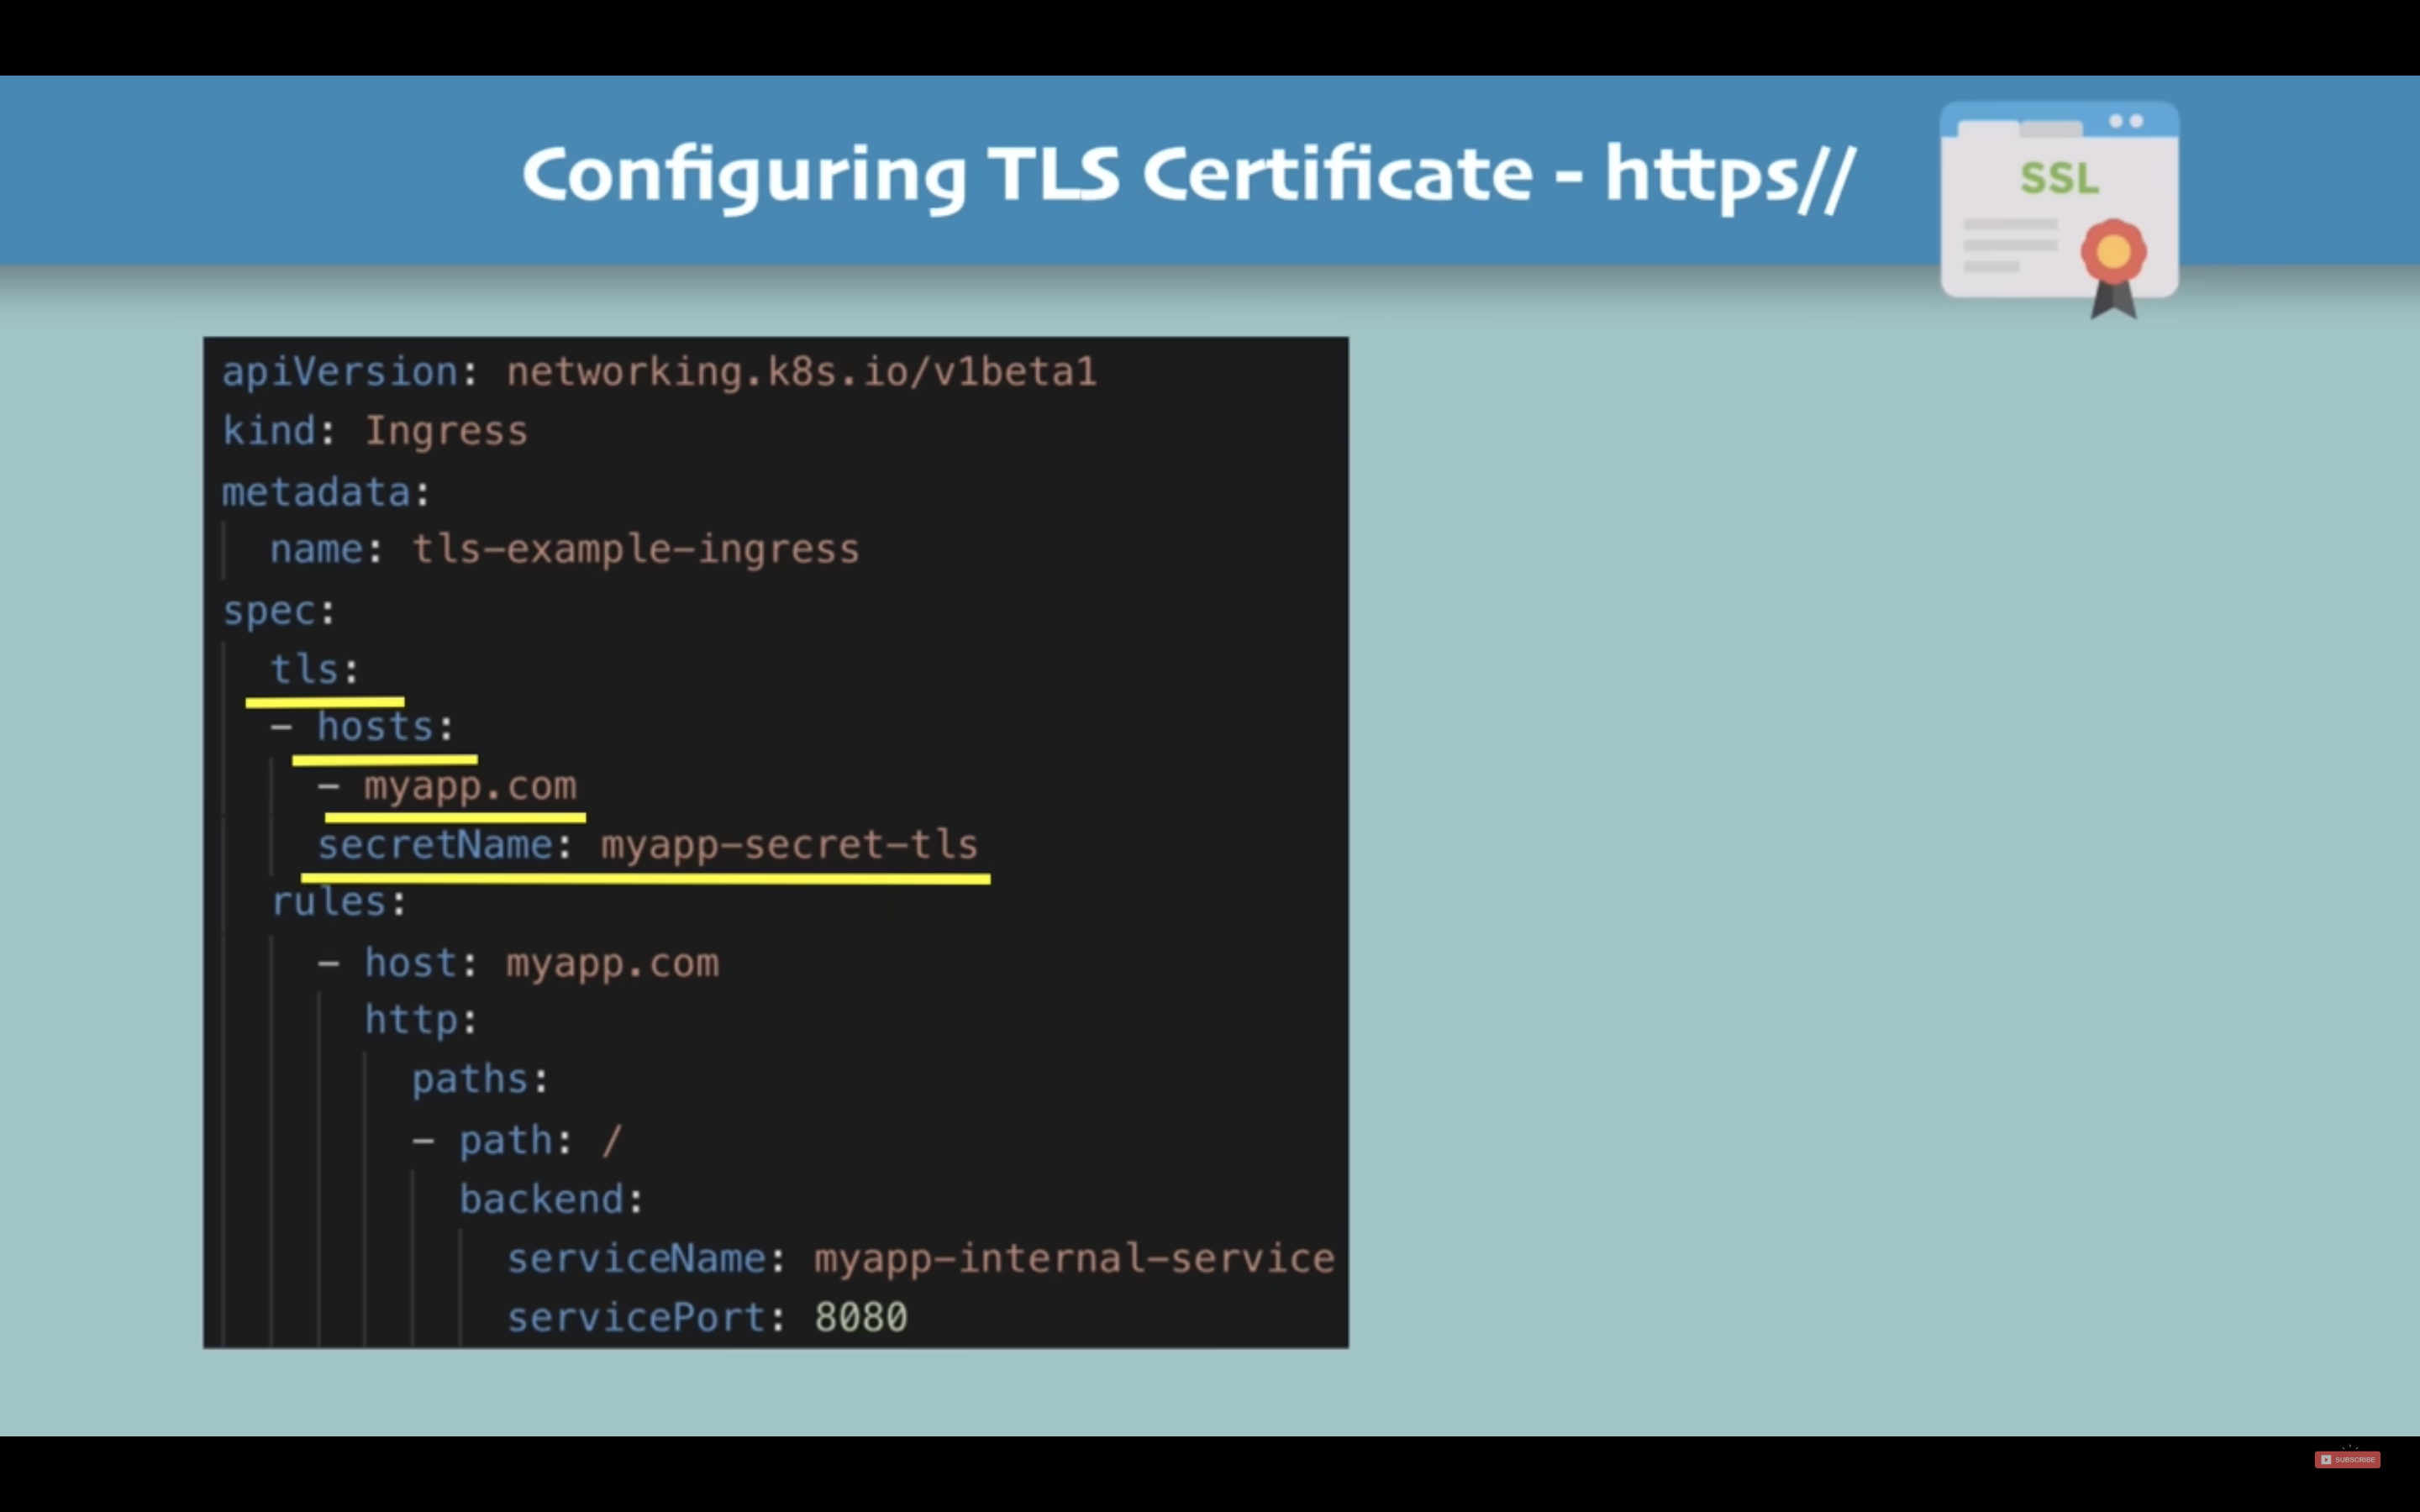 Configuring TLS Certificate - https//
SSL
apiVersion: networking.k8s.io/v1beta1
kind: Ingress
metadata:
  name: tls-example-ingress
spec:
  tls:
  - hosts:
    - myapp.com
    secretName: myapp-secret-tls
  rules:
    - host: myapp.com
      http:
        paths:
        - path: /
          backend:
            serviceName: myapp-internal-service
            servicePort: 8080
SUBSCRIBE